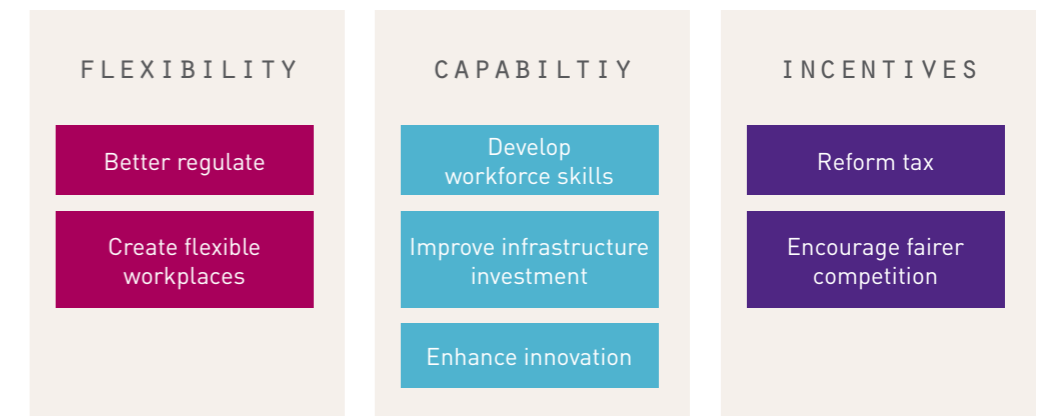 FLEXIBILITY
Better regulate
Create flexible
workplaces
CAPABILTIY
Develop
workforce skills
Improve infrastructure
investment
Enhance innovation
INCENTIVES
Reform tax
Encourage fairer
competition